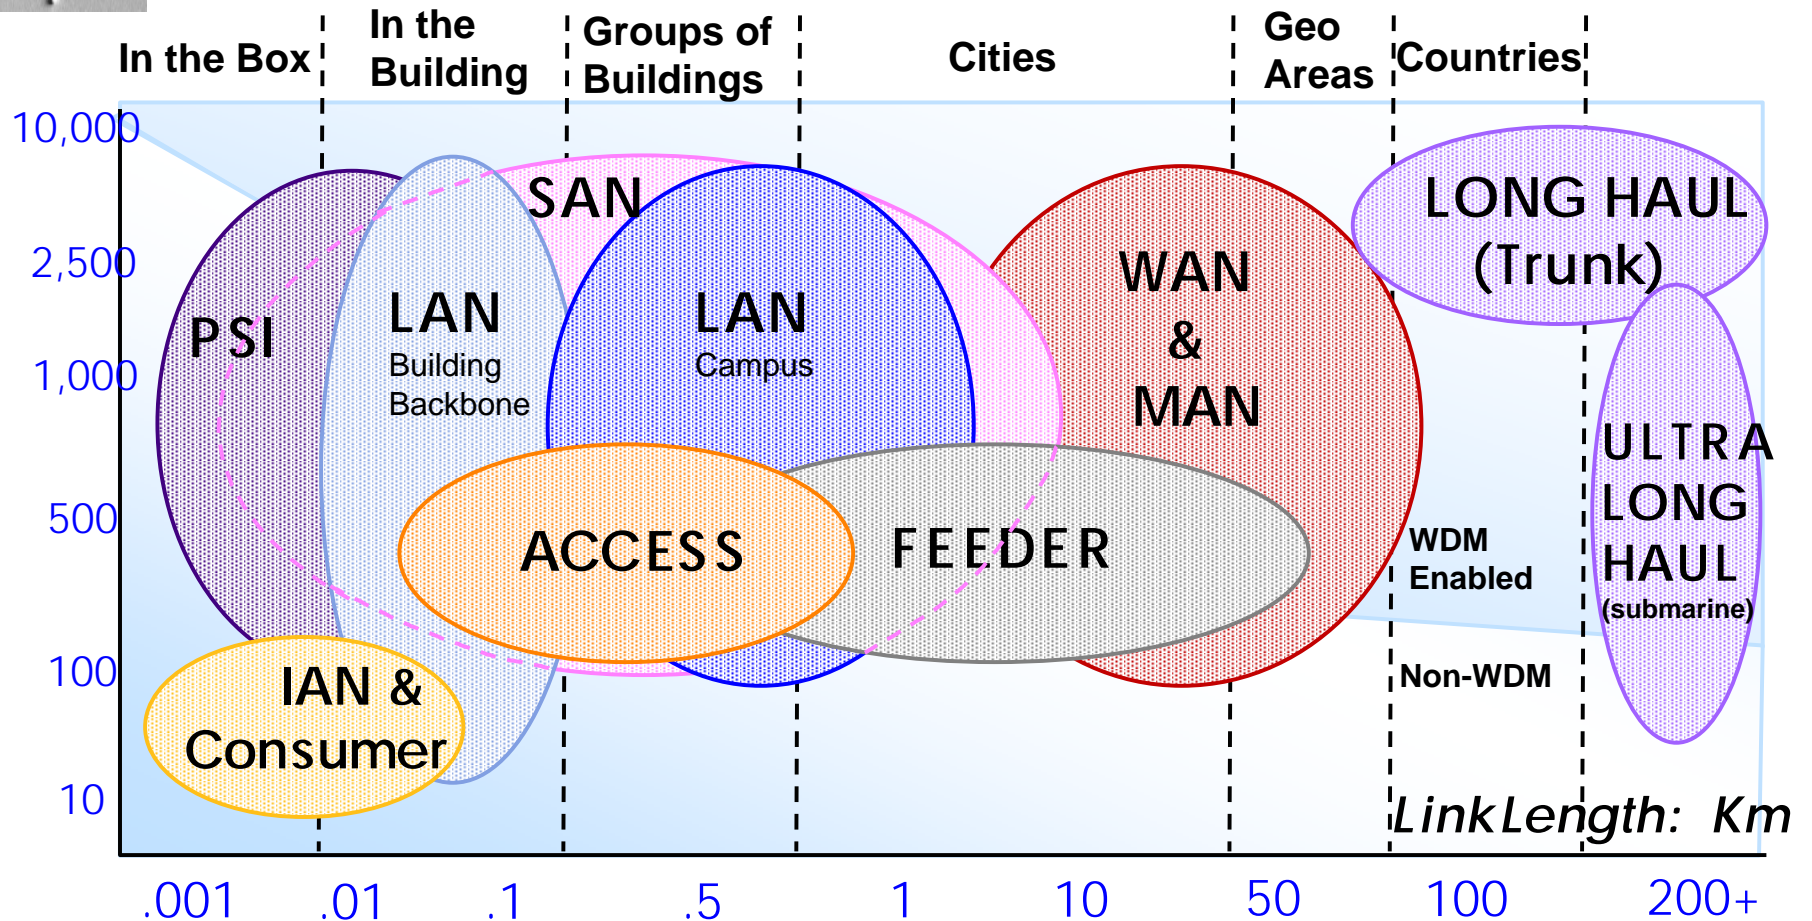 In the Box
In the
Building
Groups of
Buildings
Cities
Geo
Areas
Countries
10,000
2,500
1,000
500
100
10
PSI
LAN
Building
Backbone
SAN
LAN
Campus
WAN
&
MAN
LONG HAUL
(Trunk)
ULTRA
LONG
HAUL
(submarine)
ACCESS
FEEDER
WDM
Enabled
Non-WDM
IAN &
Consumer
Link Length: Km
.001 .01 .1 .5 1 10 50 100 200+